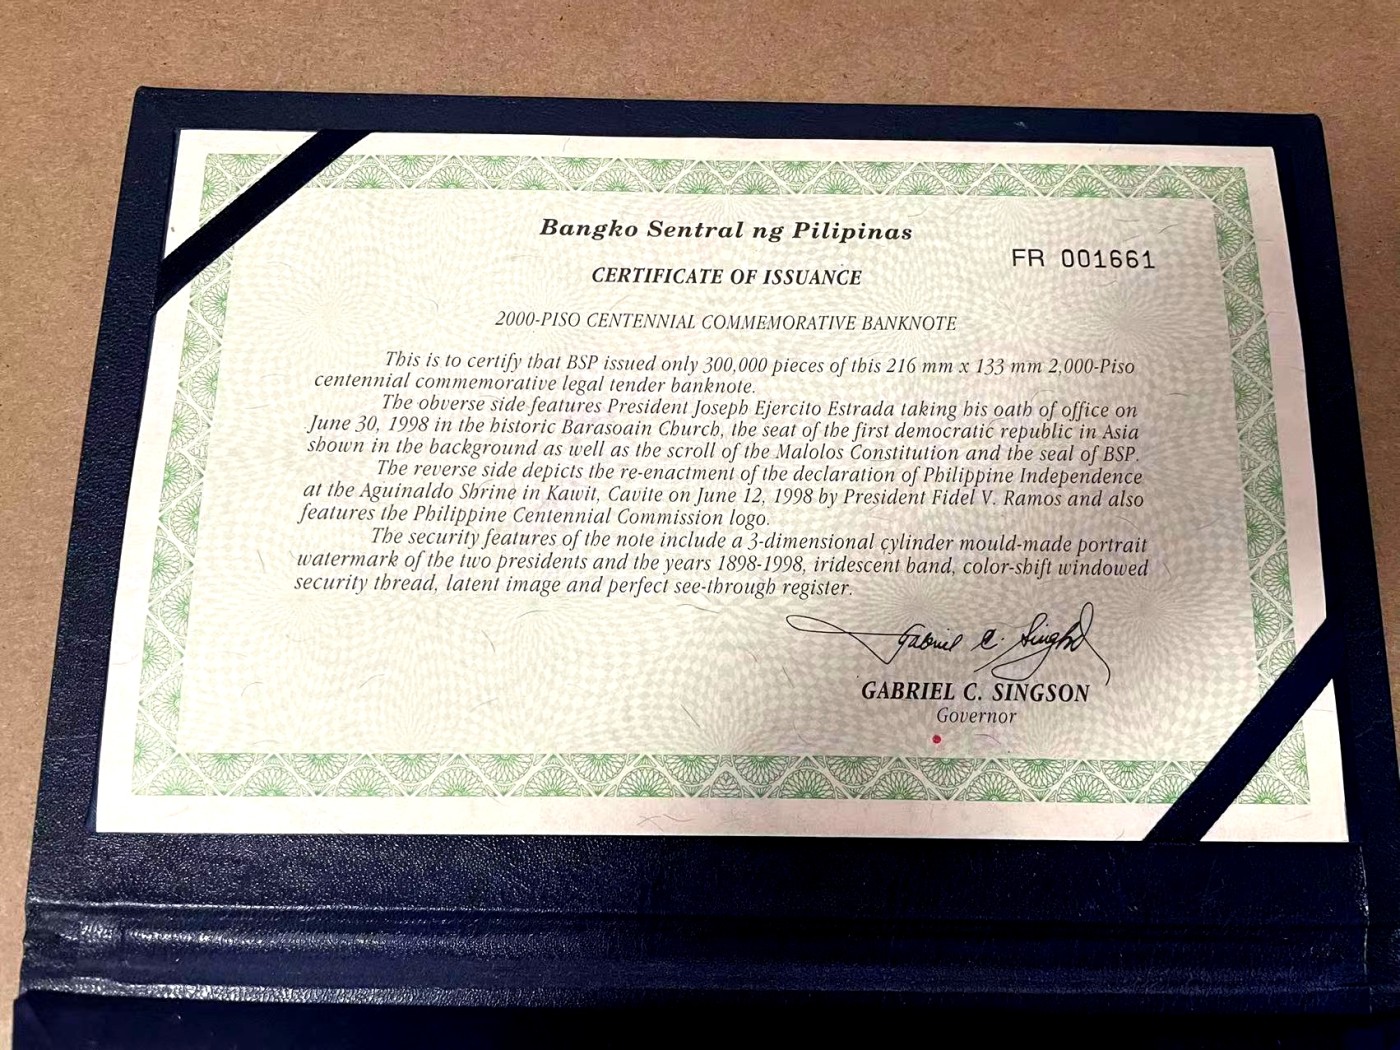 Bangko Sentral ng Pilipinas
FR 001661
CERTIFICATE OF ISSUANCE
2000-PISO CENTENNIAL COMMEMORATIVE BANKNOTE
This is to certify that BSP issued only 300,000 pieces of this 216 mm x 133 mm 2,000-Piso
centennial commemorative legal tender banknote.
The obverse side features President Joseph Ejercito Estrada taking his oath of office on
June 30, 1998 in the historic Barasoain Church, the seat of the first democratic republic in Asia
shown in the background as well as the scroll of the Malolos Constitution and the seal of BSP.
The reverse side depicts the re-enactment of the declaration of Philippine Independence
at the Aguinaldo Shrine in Kawit, Cavite on June 12, 1998 by President Fidel V. Ramos and also
features the Philippine Centennial Commission logo.
The security features of the note include a 3-dimensional cylinder mould-made portrait
watermark of the two presidents and the years 1898-1998, iridescent band, color-shift windowed
security thread, latent image and perfect see-through register.
Gabriel C. Singson
GABRIEL C. SINGSON
Governor